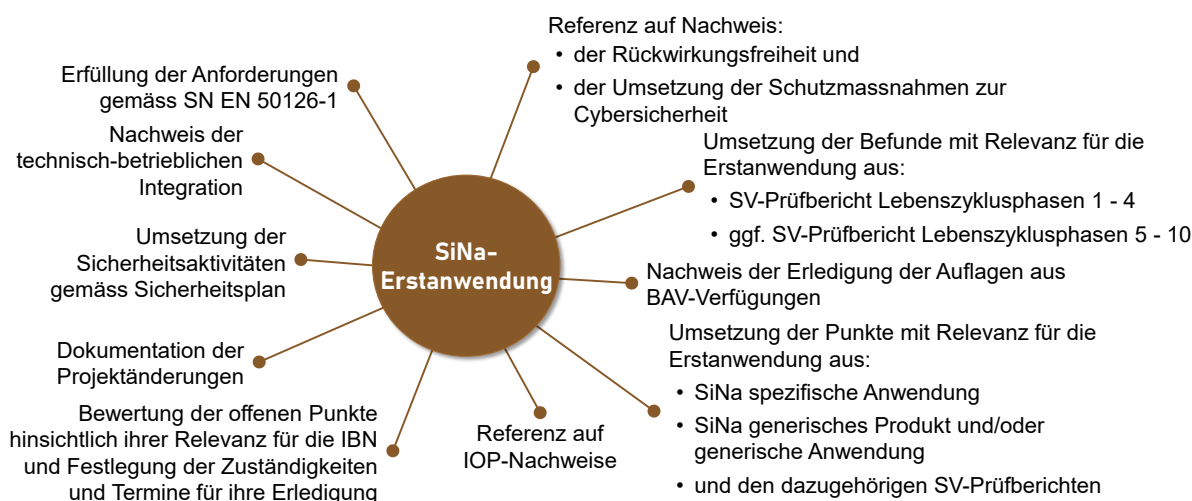 Referenz auf Nachweis:
• der Rückwirkungsfreiheit und
• der Umsetzung der Schutzmassnahmen zur
Cybersicherheit
Erfüllung der Anforderungen
gemäss SN EN 50126-1
Nachweis der
technisch-betrieblichen
Integration
Umsetzung der Befunde mit Relevanz für die
Erstanwendung aus:
• SV-Prüfbericht Lebenszyklusphasen 1 - 4
• ggf. SV-Prüfbericht Lebenszyklusphasen 5 - 10
Umsetzung der
Sicherheitsaktivitäten
gemäss Sicherheitsplan
SiNa-
Erstanwendung
Nachweis der Erledigung der Auflagen aus
BAV-Verfügungen
Umsetzung der Punkte mit Relevanz für die
Erstanwendung aus:
• SiNa spezifische Anwendung
• SiNa generisches Produkt und/oder
generische Anwendung
• und den dazugehörigen SV-Prüfberichten
Dokumentation der
Projektänderungen
Bewertung der offenen Punkte
hinsichtlich ihrer Relevanz für die IBN
und Festlegung der Zuständigkeiten
und Termine für ihre Erledigung
Referenz auf
IOP-Nachweise